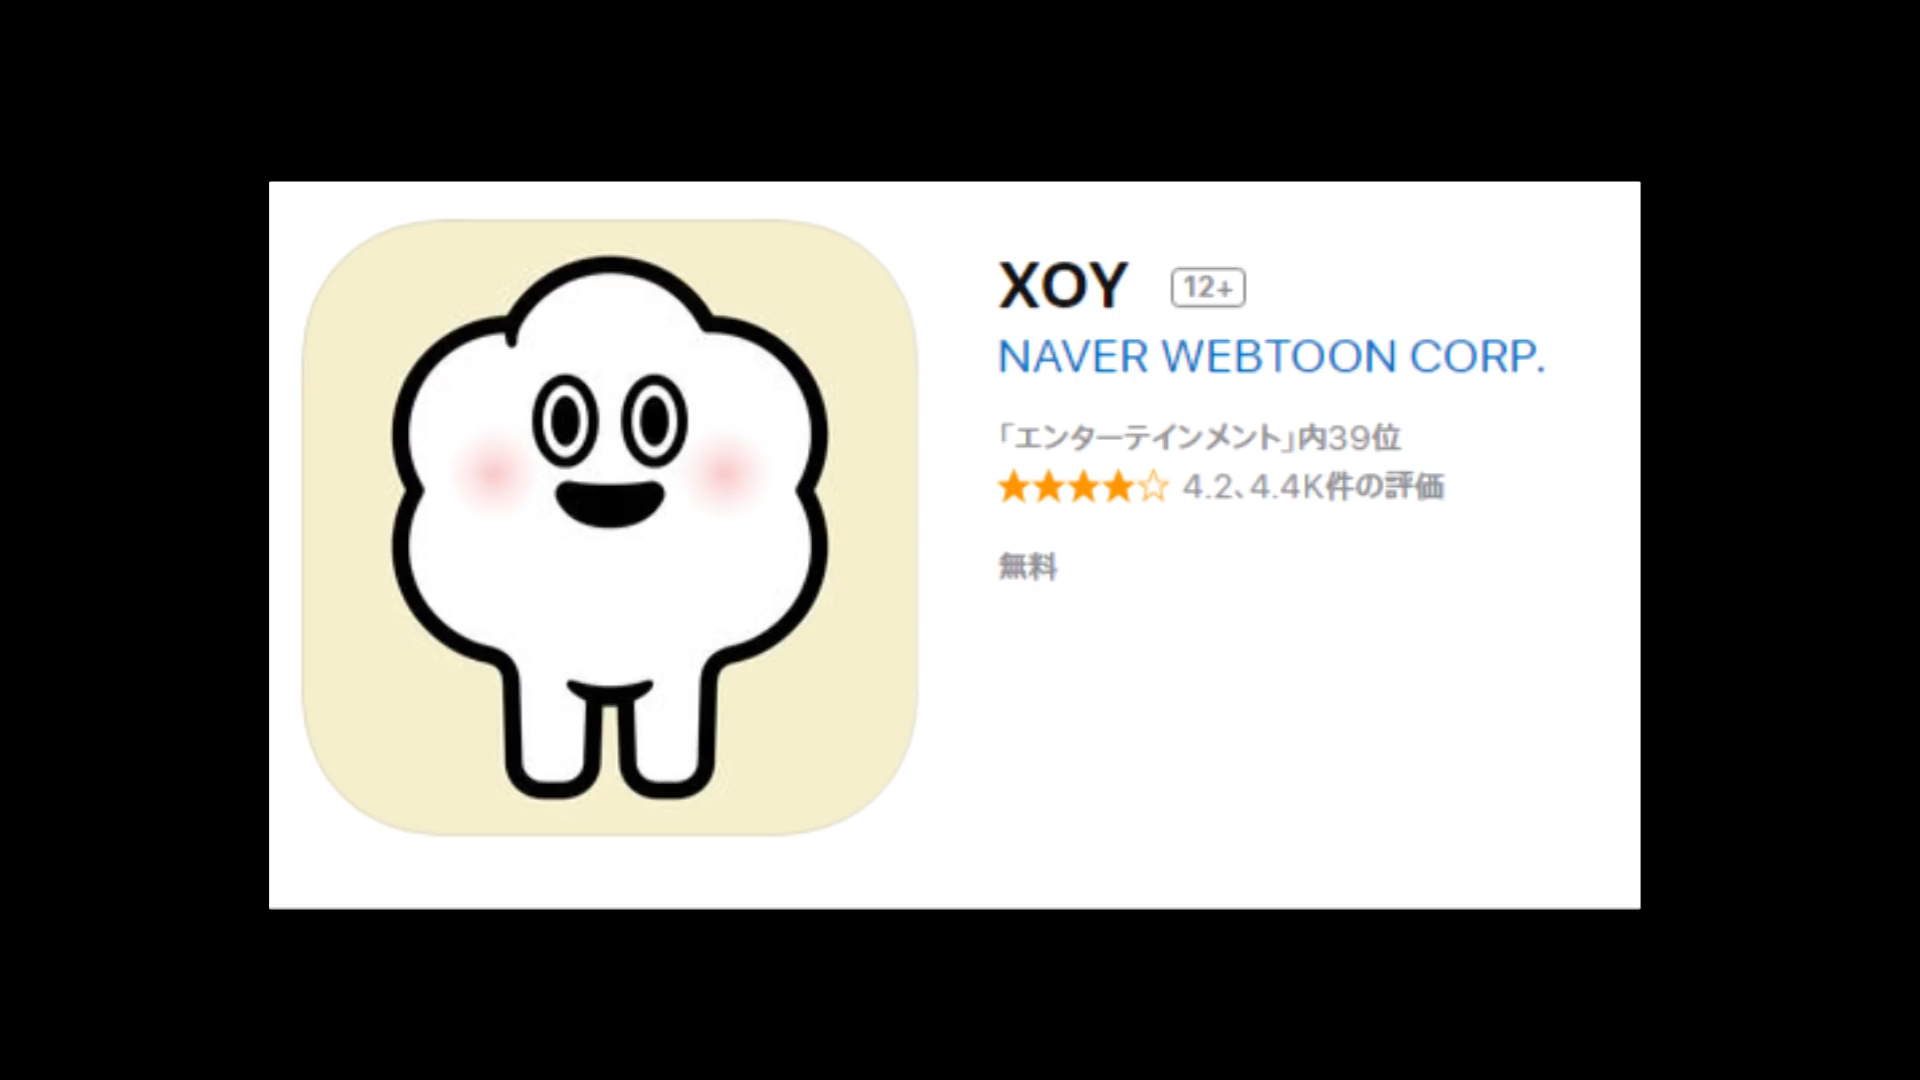 XOY 12+
NAVER WEBTOON CORP.
「エンターテインメント」内39位
★★★★☆ 4.2、4.4K件の評価
無料